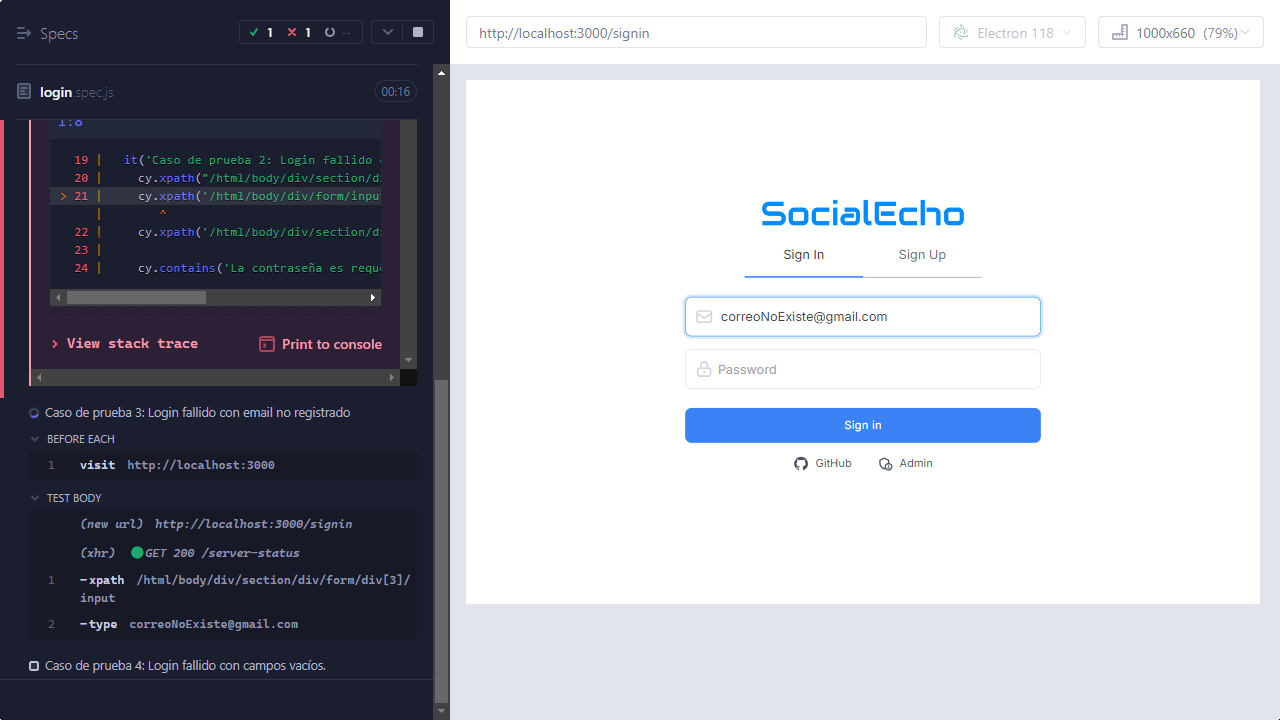 Specs
1
1
--
login.spec.js
00:16
1:8
19 | it('Caso de prueba 2: Login fallido
20 | cy.xpath("/html/body/div/section/di
> 21 | cy.xpath('/html/body/div/form/input
| ^
22 | cy.xpath('/html/body/div/section/di
23 |
24 | cy.contains('La contraseña es reque
View stack trace
Print to console
Caso de prueba 3: Login fallido con email no registrado
BEFORE EACH
1 visit http://localhost:3000
TEST BODY
(new url) http://localhost:3000/signin
(xhr) GET 200 /server-status
1 -xpath /html/body/div/section/div/form/div[3]/
input
2 -type correoNoExiste@gmail.com
Caso de prueba 4: Login fallido con campos vacíos.
http://localhost:3000/signin
Electron 118
1000x660 (79%)
SocialEcho
Sign In
Sign Up
correoNoExiste@gmail.com
Password
Sign in
GitHub
Admin